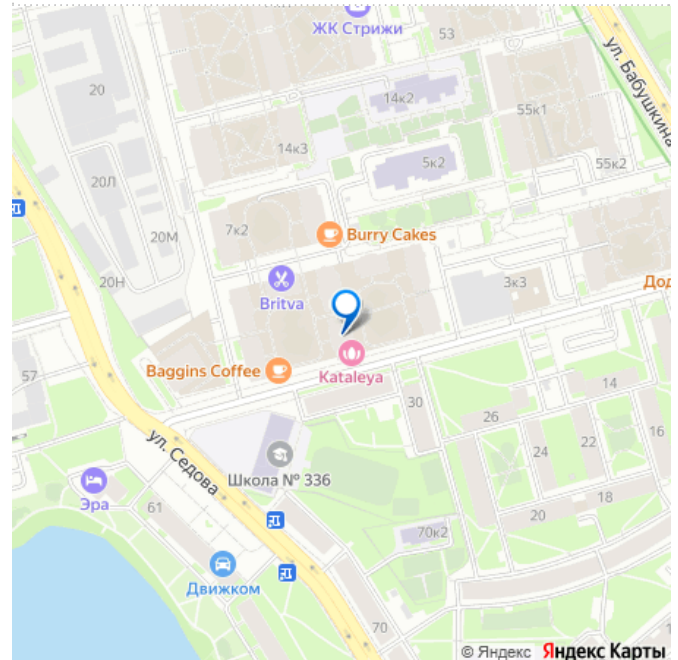 ЖК Стрижи
53
ул. Бабушкина
20
14к2
55к1
14к3
5к2
55к2
20Л
7к2
20М
Burry Cakes
20Н
Britva
3к3
Дод
57
Baggins Coffee
Kataleya
14
30
26
16
ул. Седова
Школа № 336
24
22
Эра
61
18
20
70к2
Движком
70
1
© Яндекс Яндекс Карты